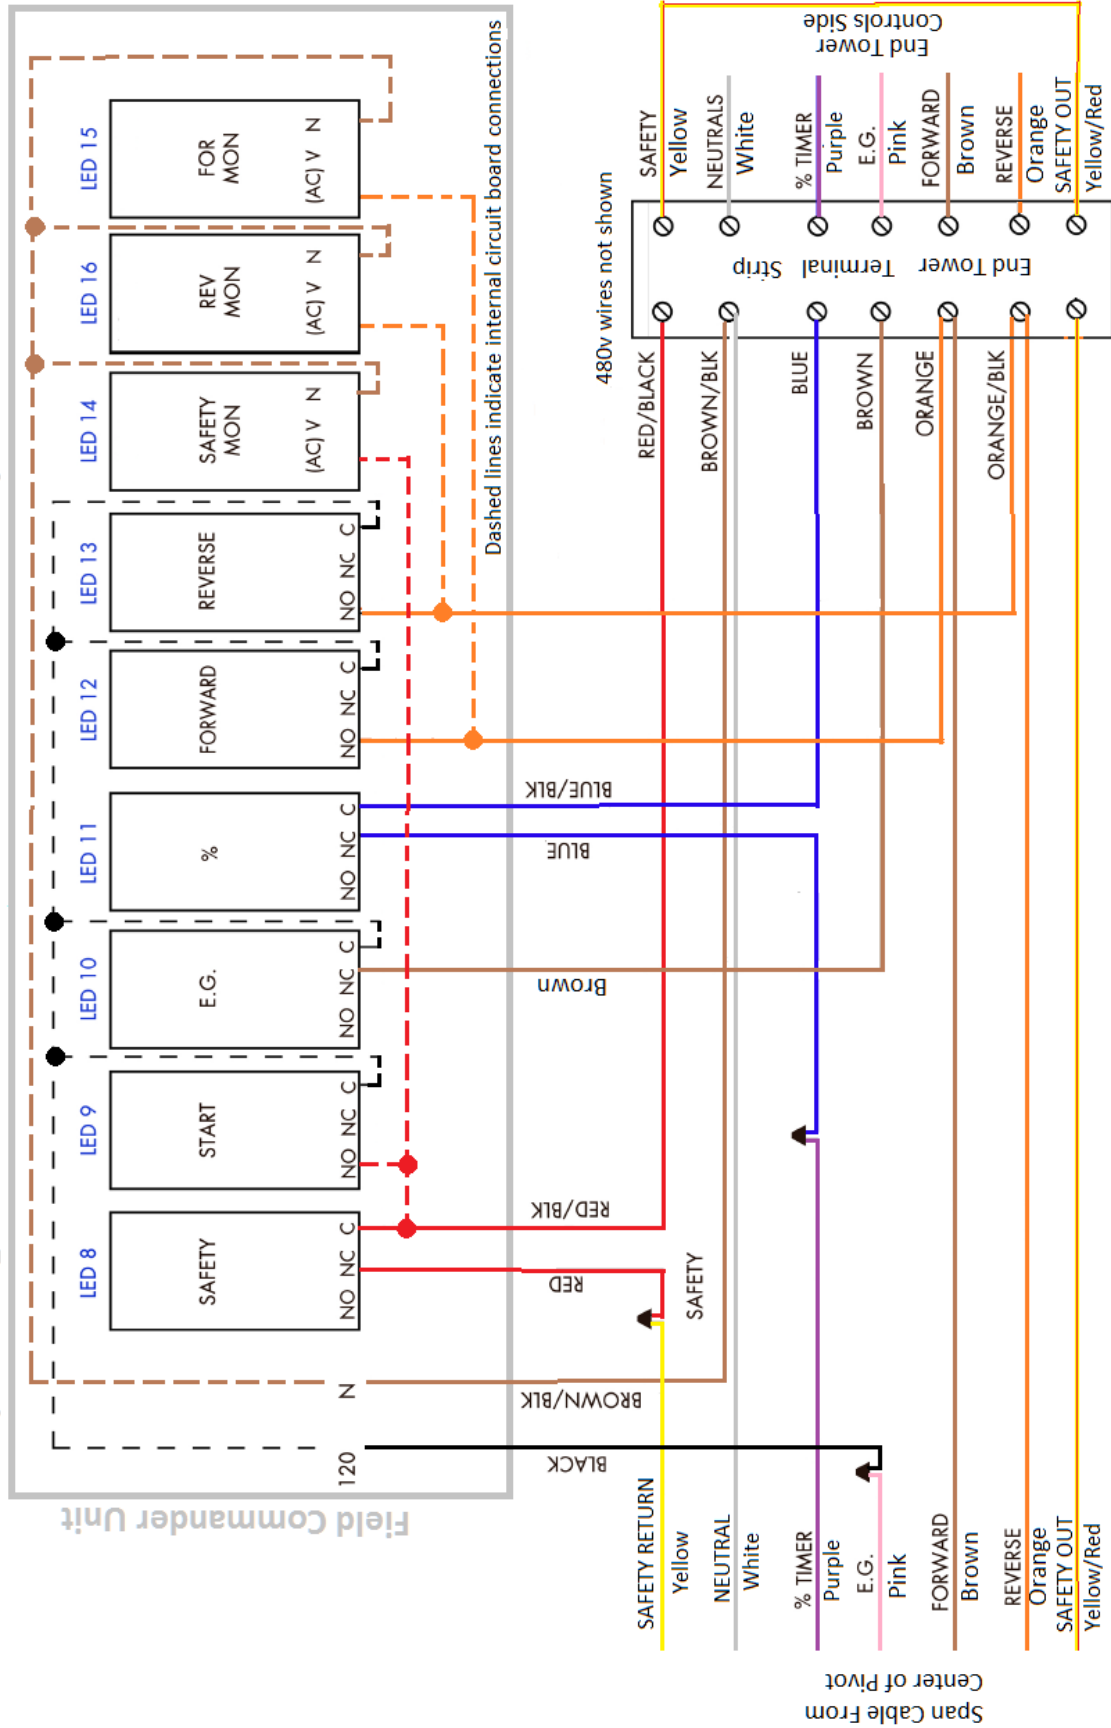 Field Commander Unit
120
N
LED 8
SAFETY
NO NC C
LED 9
START
NO NC C
LED 10
E.G.
NO NC C
LED 11
%
NO NC C
LED 12
FORWARD
NO NC C
LED 13
REVERSE
NO NC C
LED 14
SAFETY
MON
(AC) V N
LED 16
REV
MON
(AC) V N
LED 15
FOR
MON
(AC) V N
Dashed lines indicate internal circuit board connections
BLACK
BROWN/BLK
RED
RED/BLK
Brown
BLUE
BLUE/BLK
SAFETY
480v wires not shown
Span Cable From
Center of Pivot
SAFETY RETURN
Yellow
NEUTRAL
White
% TIMER
Purple
E.G.
Pink
FORWARD
Brown
REVERSE
Orange
SAFETY OUT
Yellow/Red
RED/BLACK
BROWN/BLK
BLUE
BROWN
ORANGE
ORANGE/BLK
End Tower Terminal Strip
SAFETY
Yellow
NEUTRALS
White
% TIMER
Purple
E.G.
Pink
FORWARD
Brown
REVERSE
Orange
SAFETY OUT
Yellow/Red
End Tower
Controls Side